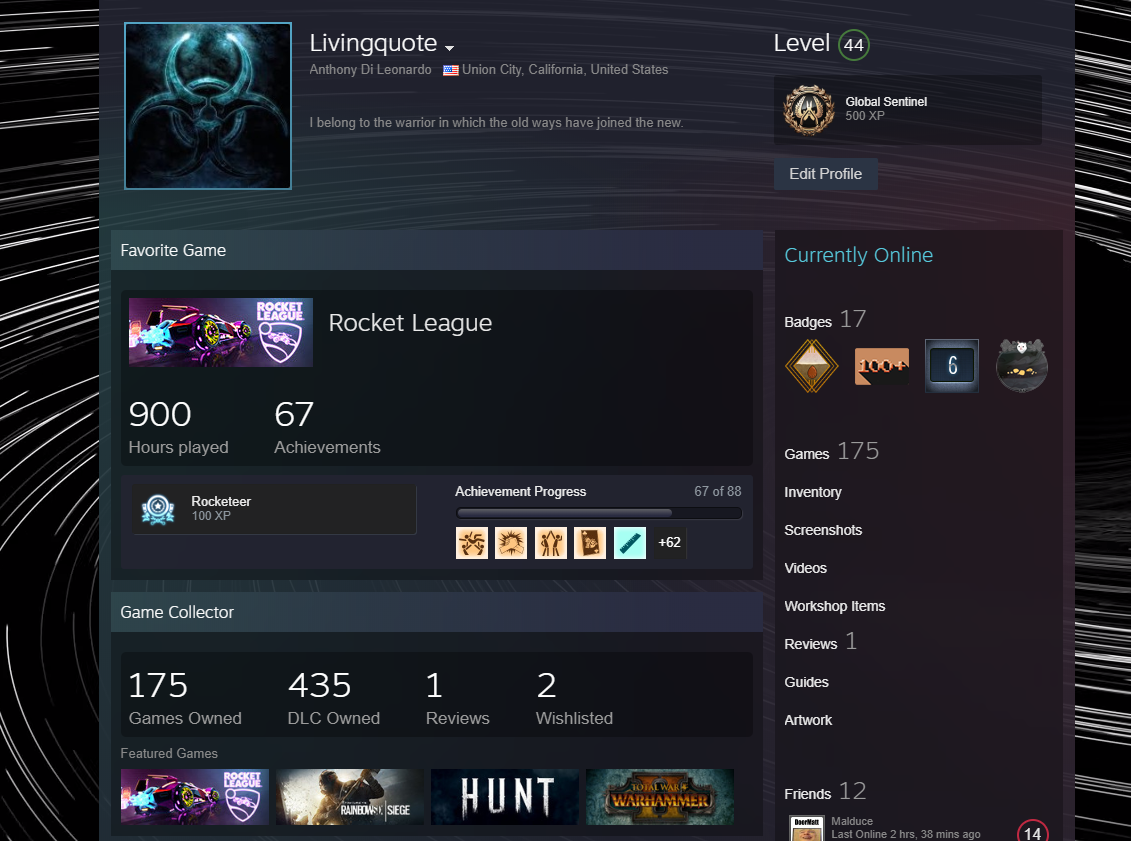 Livingquote
Anthony Di Leonardo Union City, California, United States
I belong to the warrior in which the old ways have joined the new.
Level 44
Global Sentinel
500 XP
Edit Profile
Favorite Game
ROCKET LEAGUE
Rocket League
900
Hours played
67
Achievements
Rocketeer
100 XP
Achievement Progress 67 of 88
+62
Game Collector
175
Games Owned
435
DLC Owned
1
Reviews
2
Wishlisted
Featured Games
ROCKET LEAGUE
RAINBOW SIX SIEGE
HUNT
TOTAL WAR
WARHAMMER
II
Currently Online
Badges 17
100+
6
Games 175
Inventory
Screenshots
Videos
Workshop Items
Reviews 1
Guides
Artwork
Friends 12
DoorMatt
Malduce
Last Online 2 hrs, 38 mins ago
14